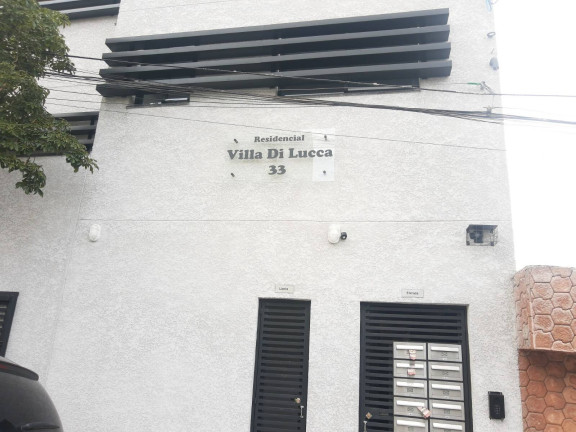 Residencial
Villa Di Lucca
33